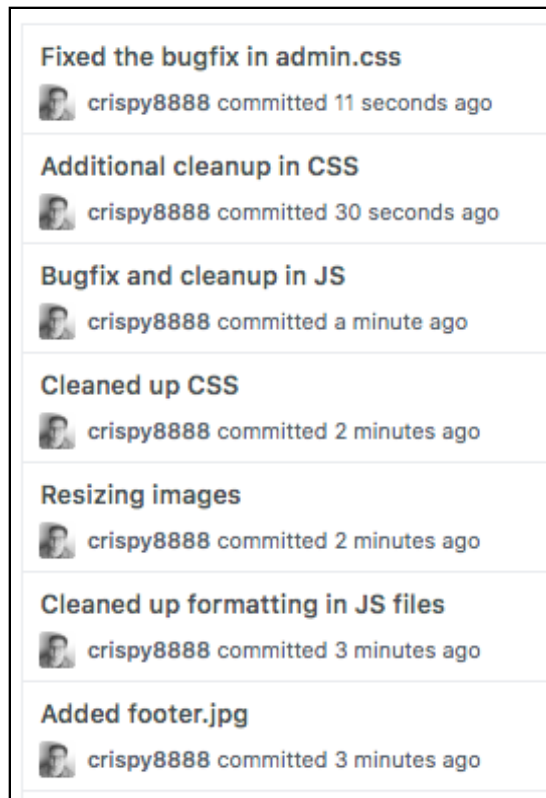 Fixed the bugfix in admin.css
crispy8888 committed 11 seconds ago
Additional cleanup in CSS
crispy8888 committed 30 seconds ago
Bugfix and cleanup in JS
crispy8888 committed a minute ago
Cleaned up CSS
crispy8888 committed 2 minutes ago
Resizing images
crispy8888 committed 2 minutes ago
Cleaned up formatting in JS files
crispy8888 committed 3 minutes ago
Added footer.jpg
crispy8888 committed 3 minutes ago